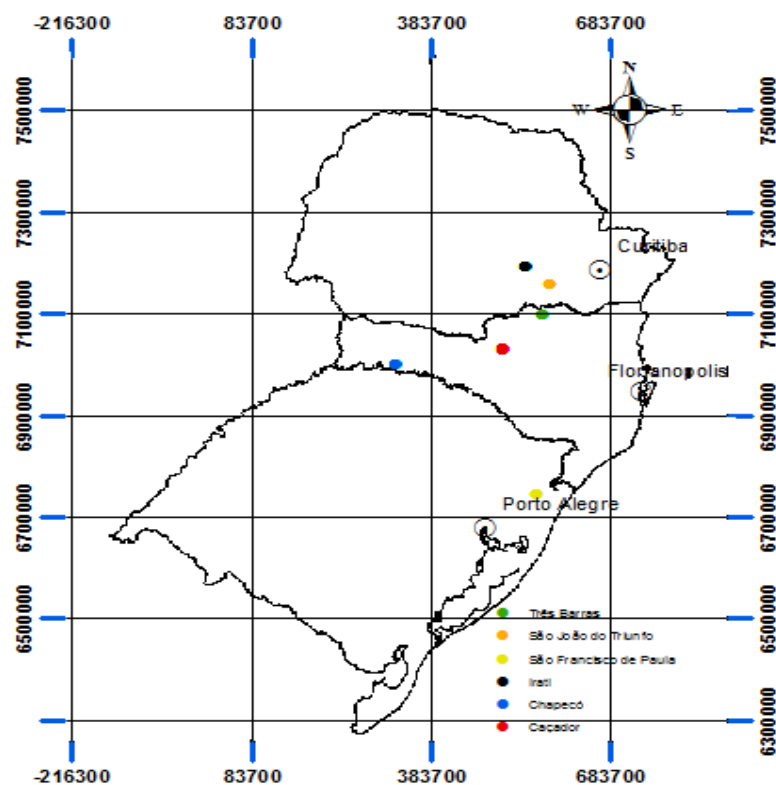 -216300 83700 383700 683700
N
W E
S
7500000 7500000
7300000 7300000
Curitiba
7100000 7100000
Florianopolis
6900000 6900000
Porto Alegre
6700000 6700000
6500000 6500000
Três Barras
São João do Triunfo
São Francisco de Paula
Irati
Chapecó
6300000 6300000
Caçador
-216300 83700 383700 683700